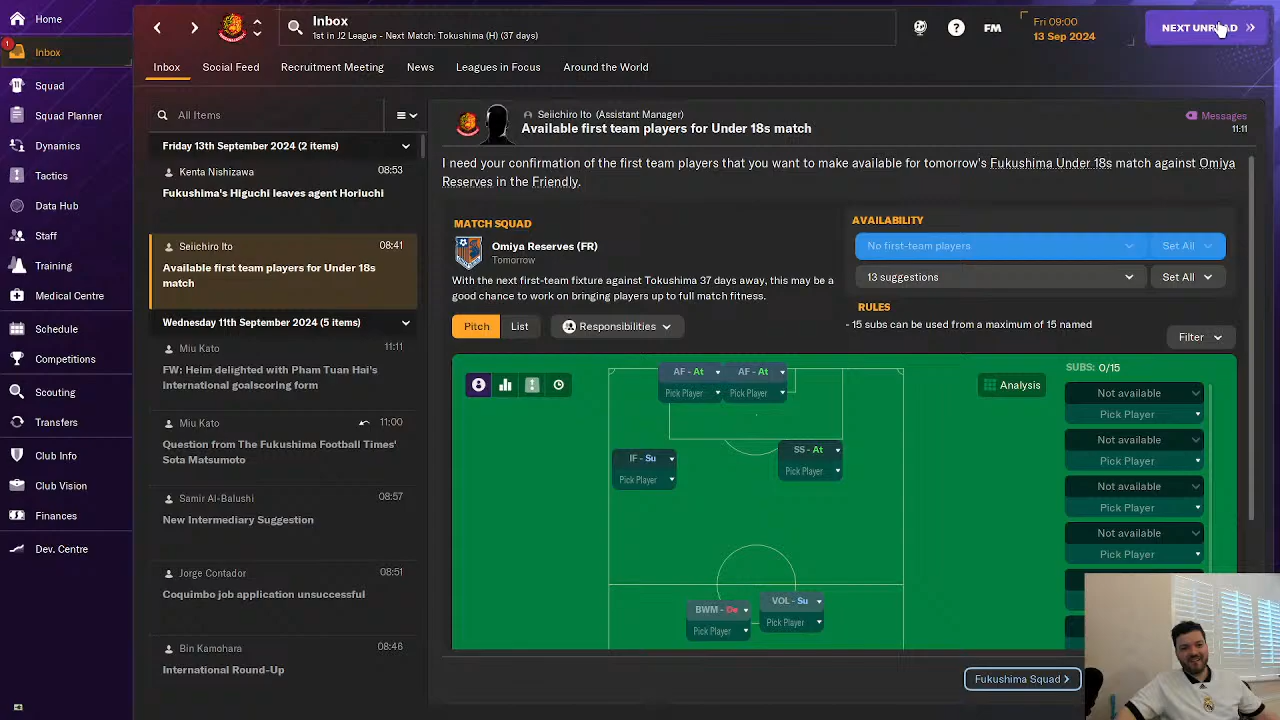 Home
1
Inbox
Squad
Squad Planner
Dynamics
Tactics
Data Hub
Staff
Training
Medical Centre
Schedule
Competitions
Scouting
Transfers
Club Info
Club Vision
Finances
Dev. Centre
Inbox
1st in J2 League - Next Match: Tokushima (H) (37 days)
?
FM
Fri 09:00
13 Sep 2024
NEXT UNREAD
Inbox
Social Feed
Recruitment Meeting
News
Leagues in Focus
Around the World
All Items
Friday 13th September 2024 (2 items)
Kenta Nishizawa
08:53
Fukushima's Higuchi leaves agent Horiuchi
Seiichiro Ito
08:41
Available first team players for Under 18s
match
Wednesday 11th September 2024 (5 items)
Miu Kato
11:11
FW: Heim delighted with Pham Tuan Hai's
international goalscoring form
Miu Kato
11:00
Question from The Fukushima Football Times'
Sota Matsumoto
Samir Al-Balushi
08:57
New Intermediary Suggestion
Jorge Contador
08:51
Coquimbo job application unsuccessful
Bin Kamohara
08:46
International Round-Up
Seiichiro Ito (Assistant Manager)
Available first team players for Under 18s match
Messages
11:11
I need your confirmation of the first team players that you want to make available for tomorrow's Fukushima Under 18s match against Omiya
Reserves in the Friendly.
MATCH SQUAD
Omiya Reserves (FR)
Tomorrow
With the next first-team fixture against Tokushima 37 days away, this may be a
good chance to work on bringing players up to full match fitness.
AVAILABILITY
No first-team players
Set All
13 suggestions
Set All
RULES
- 15 subs can be used from a maximum of 15 named
Pitch
List
Responsibilities
Filter
AF - At
Pick Player
AF - At
Pick Player
IF - Su
Pick Player
SS - At
Pick Player
BWM - De
Pick Player
VOL - Su
Pick Player
Analysis
SUBS: 0/15
Not available
Pick Player
Not available
Pick Player
Not available
Pick Player
Not available
Pick Player
Fukushima Squad